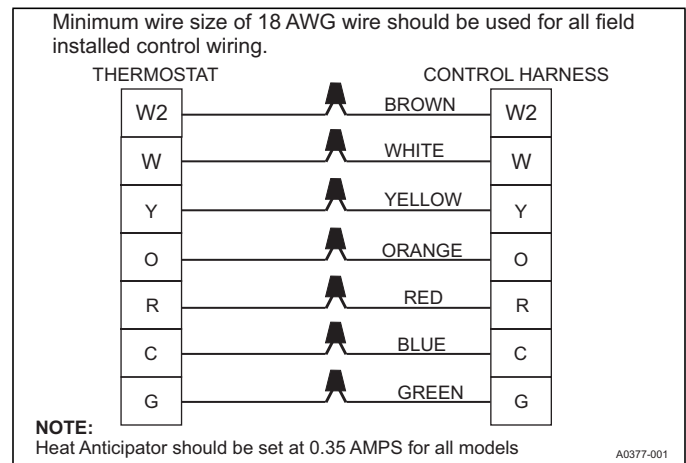 Minimum wire size of 18 AWG wire should be used for all field
installed control wiring.
THERMOSTAT CONTROL HARNESS
W2 BROWN W2
W WHITE W
Y YELLOW Y
O ORANGE O
R RED R
C BLUE C
G GREEN G
NOTE:
Heat Anticipator should be set at 0.35 AMPS for all models
A0377-001